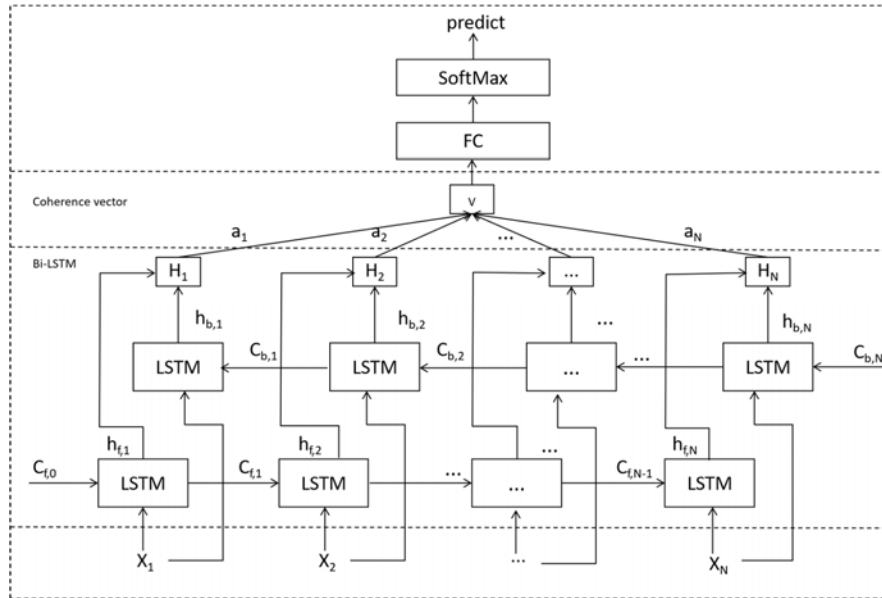 predict
SoftMax
FC
Coherence vector
V
a1 a2 ... aN
Bi-LSTM
H1 H2 ... HN
hb,1 hb,2 ... hb,N
LSTM Cb,1 LSTM Cb,2 ... ... LSTM Cb,N
hf,1 hf,2 ... hf,N
Cf,0 LSTM Cf,1 LSTM ... ... Cf,N-1 LSTM
X1 X2 ... XN